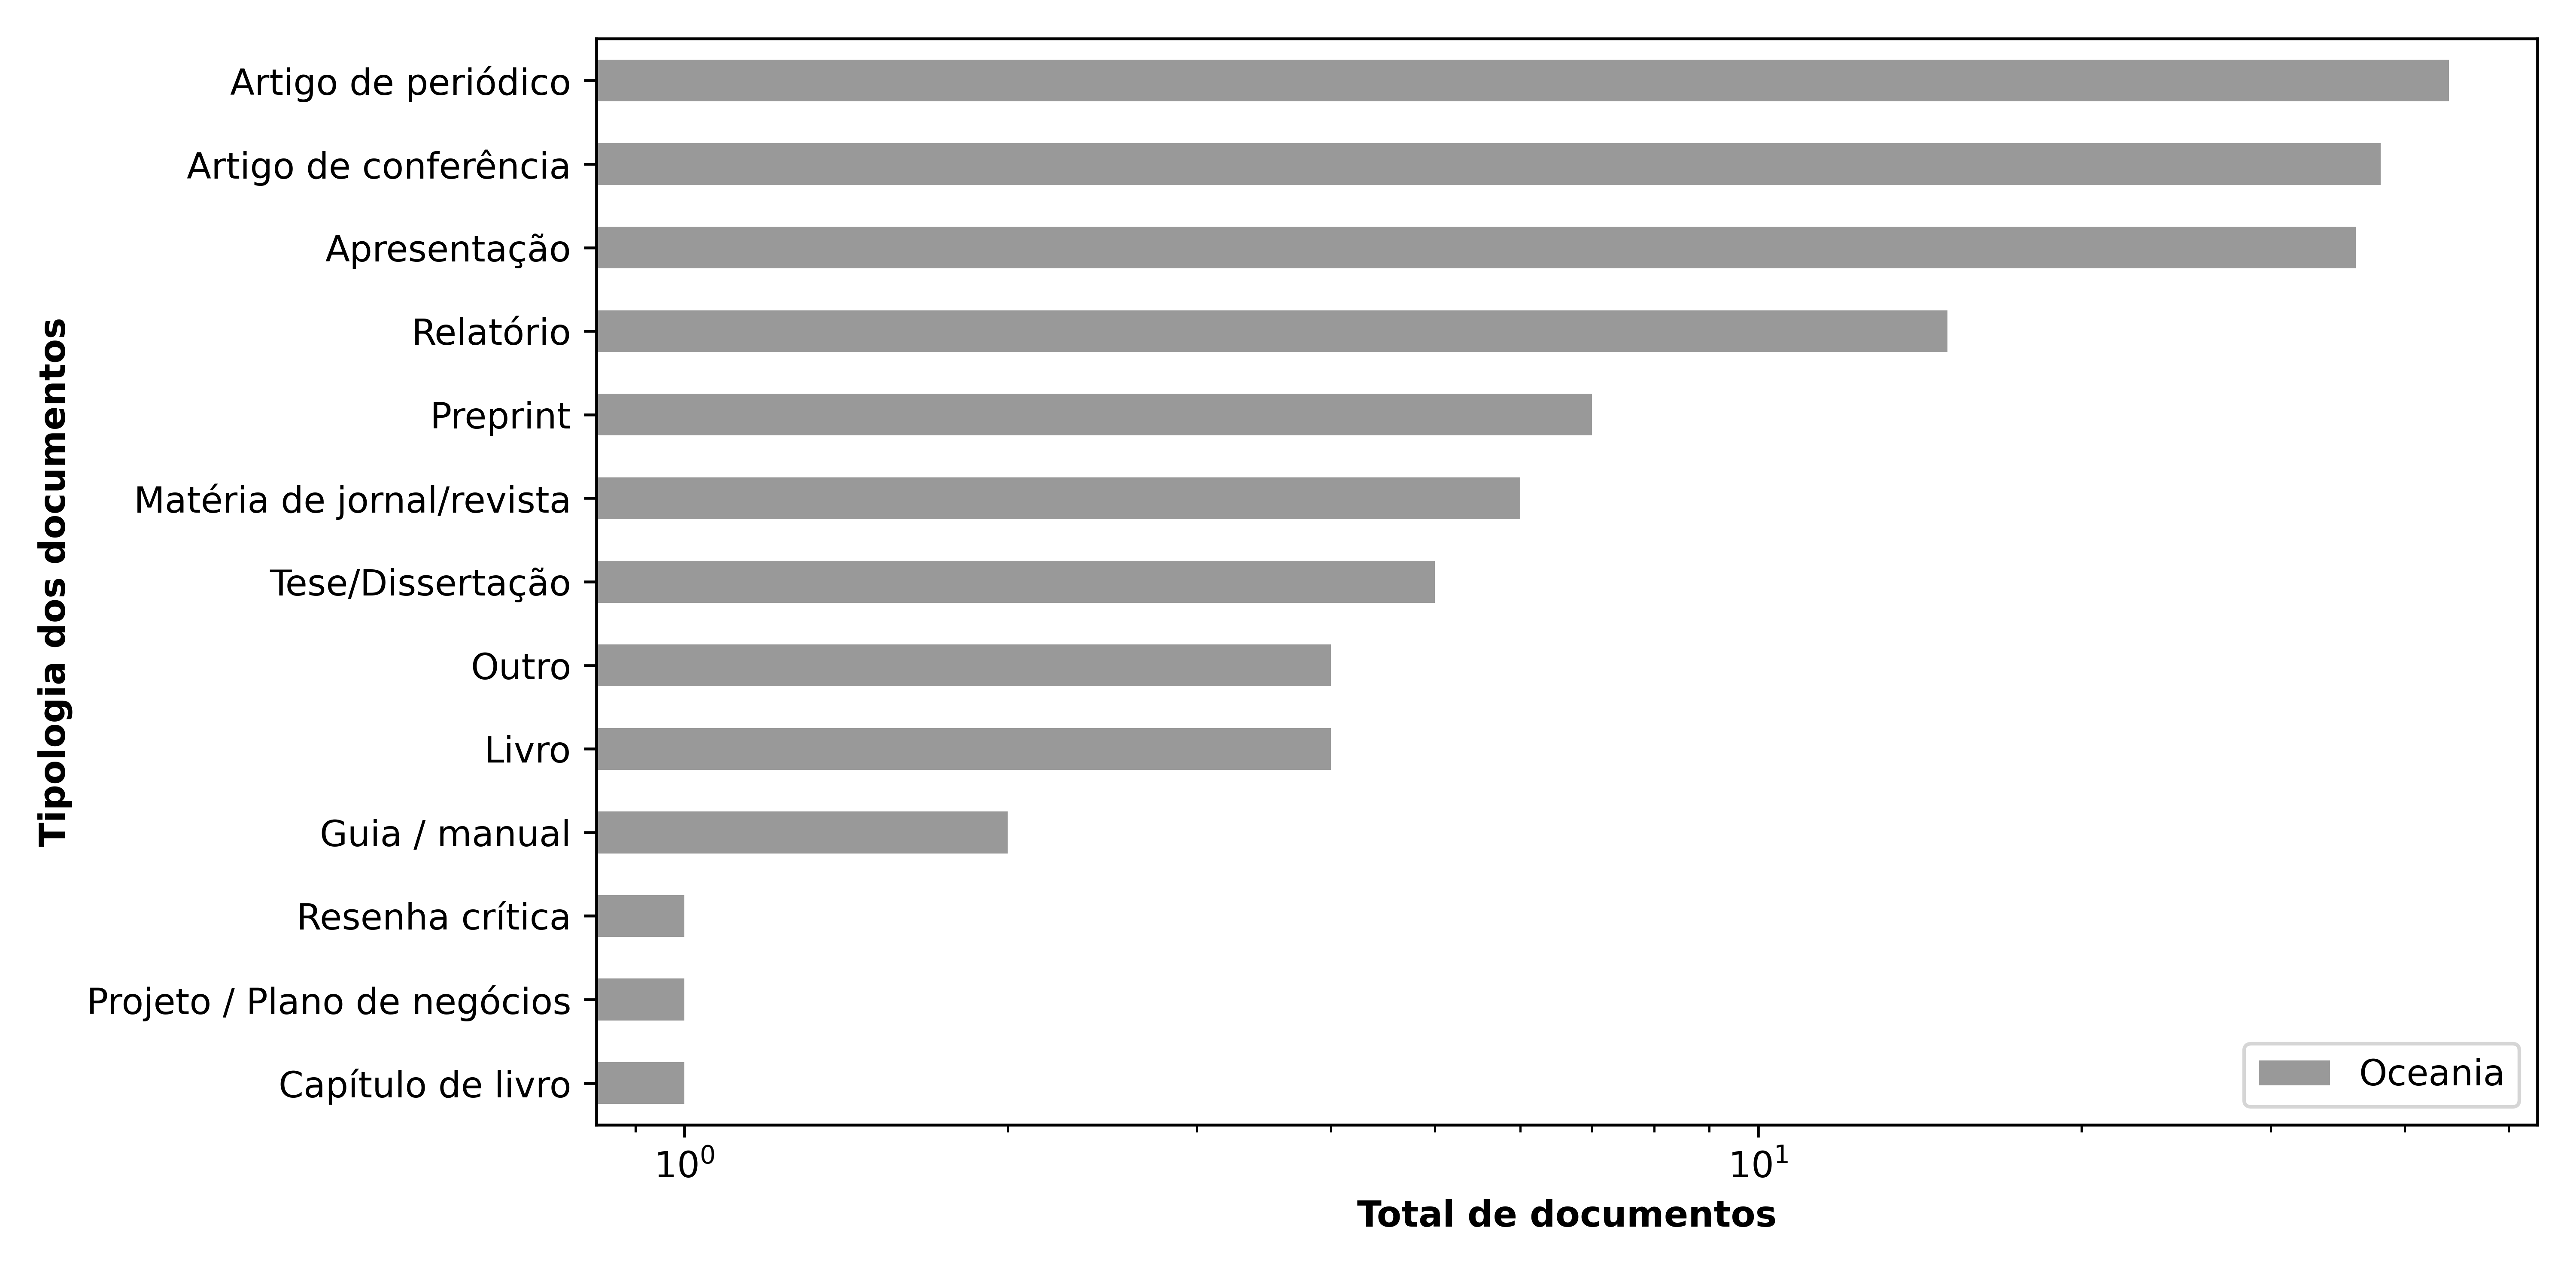 Artigo de periódico
Artigo de conferência
Apresentação
Relatório
Preprint
Matéria de jornal/revista
Tese/Dissertação
Outro
Livro
Guia / manual
Resenha crítica
Projeto / Plano de negócios
Capítulo de livro
Tipologia dos documentos
Oceania
10⁰ 10¹
Total de documentos